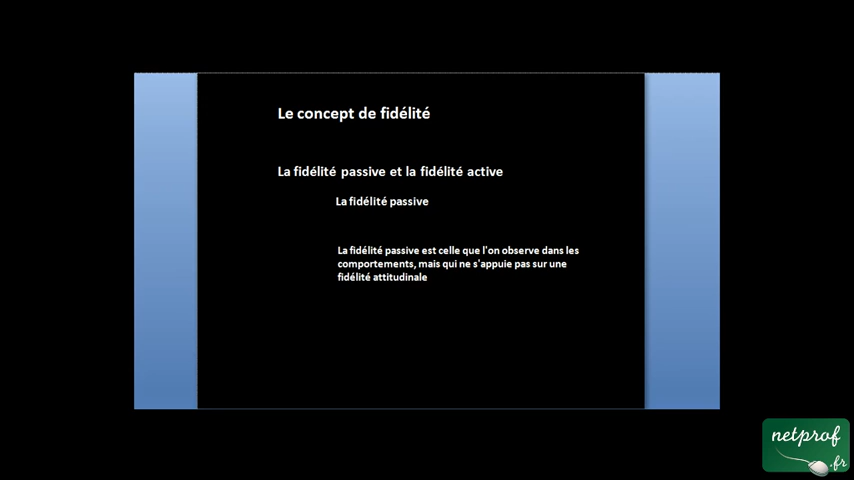 Le concept de fidélité
La fidélité passive et la fidélité active
La fidélité passive
La fidélité passive est celle que l'on observe dans les
comportements, mais qui ne s'appuie pas sur une
fidélité attitudinale
netprof
.fr